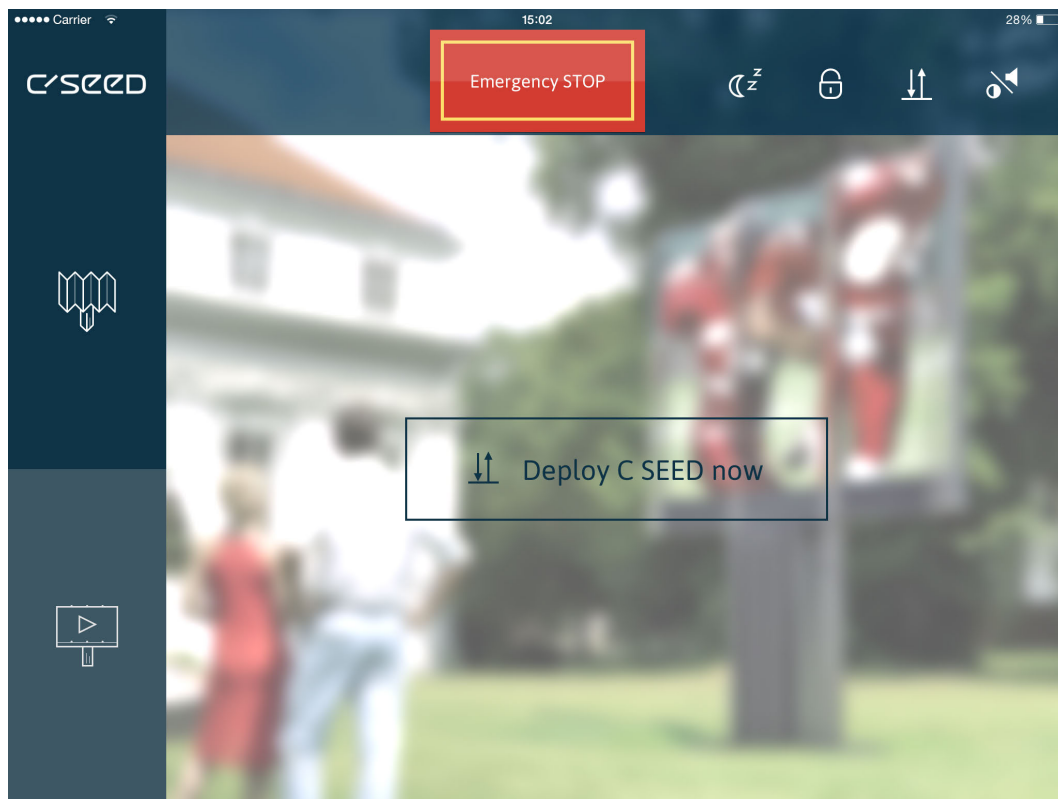 Carrier 15:02 28%
C/SEED
Emergency STOP
z
z
Deploy C SEED now